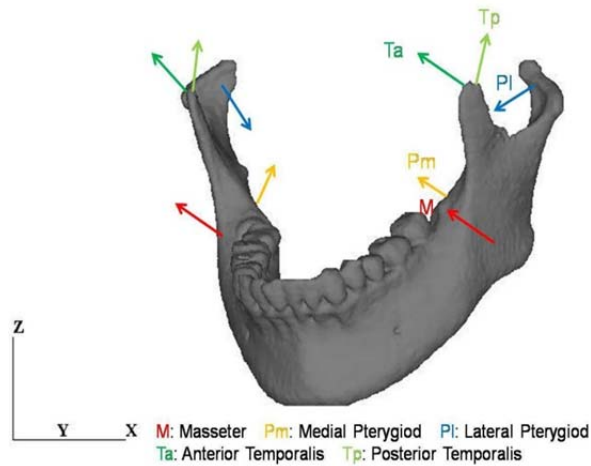 Tp
Ta
Pl
Pm
M
Z
Y X
M: Masseter Pm: Medial Pterygiod Pl: Lateral Pterygiod
Ta: Anterior Temporalis Tp: Posterior Temporalis